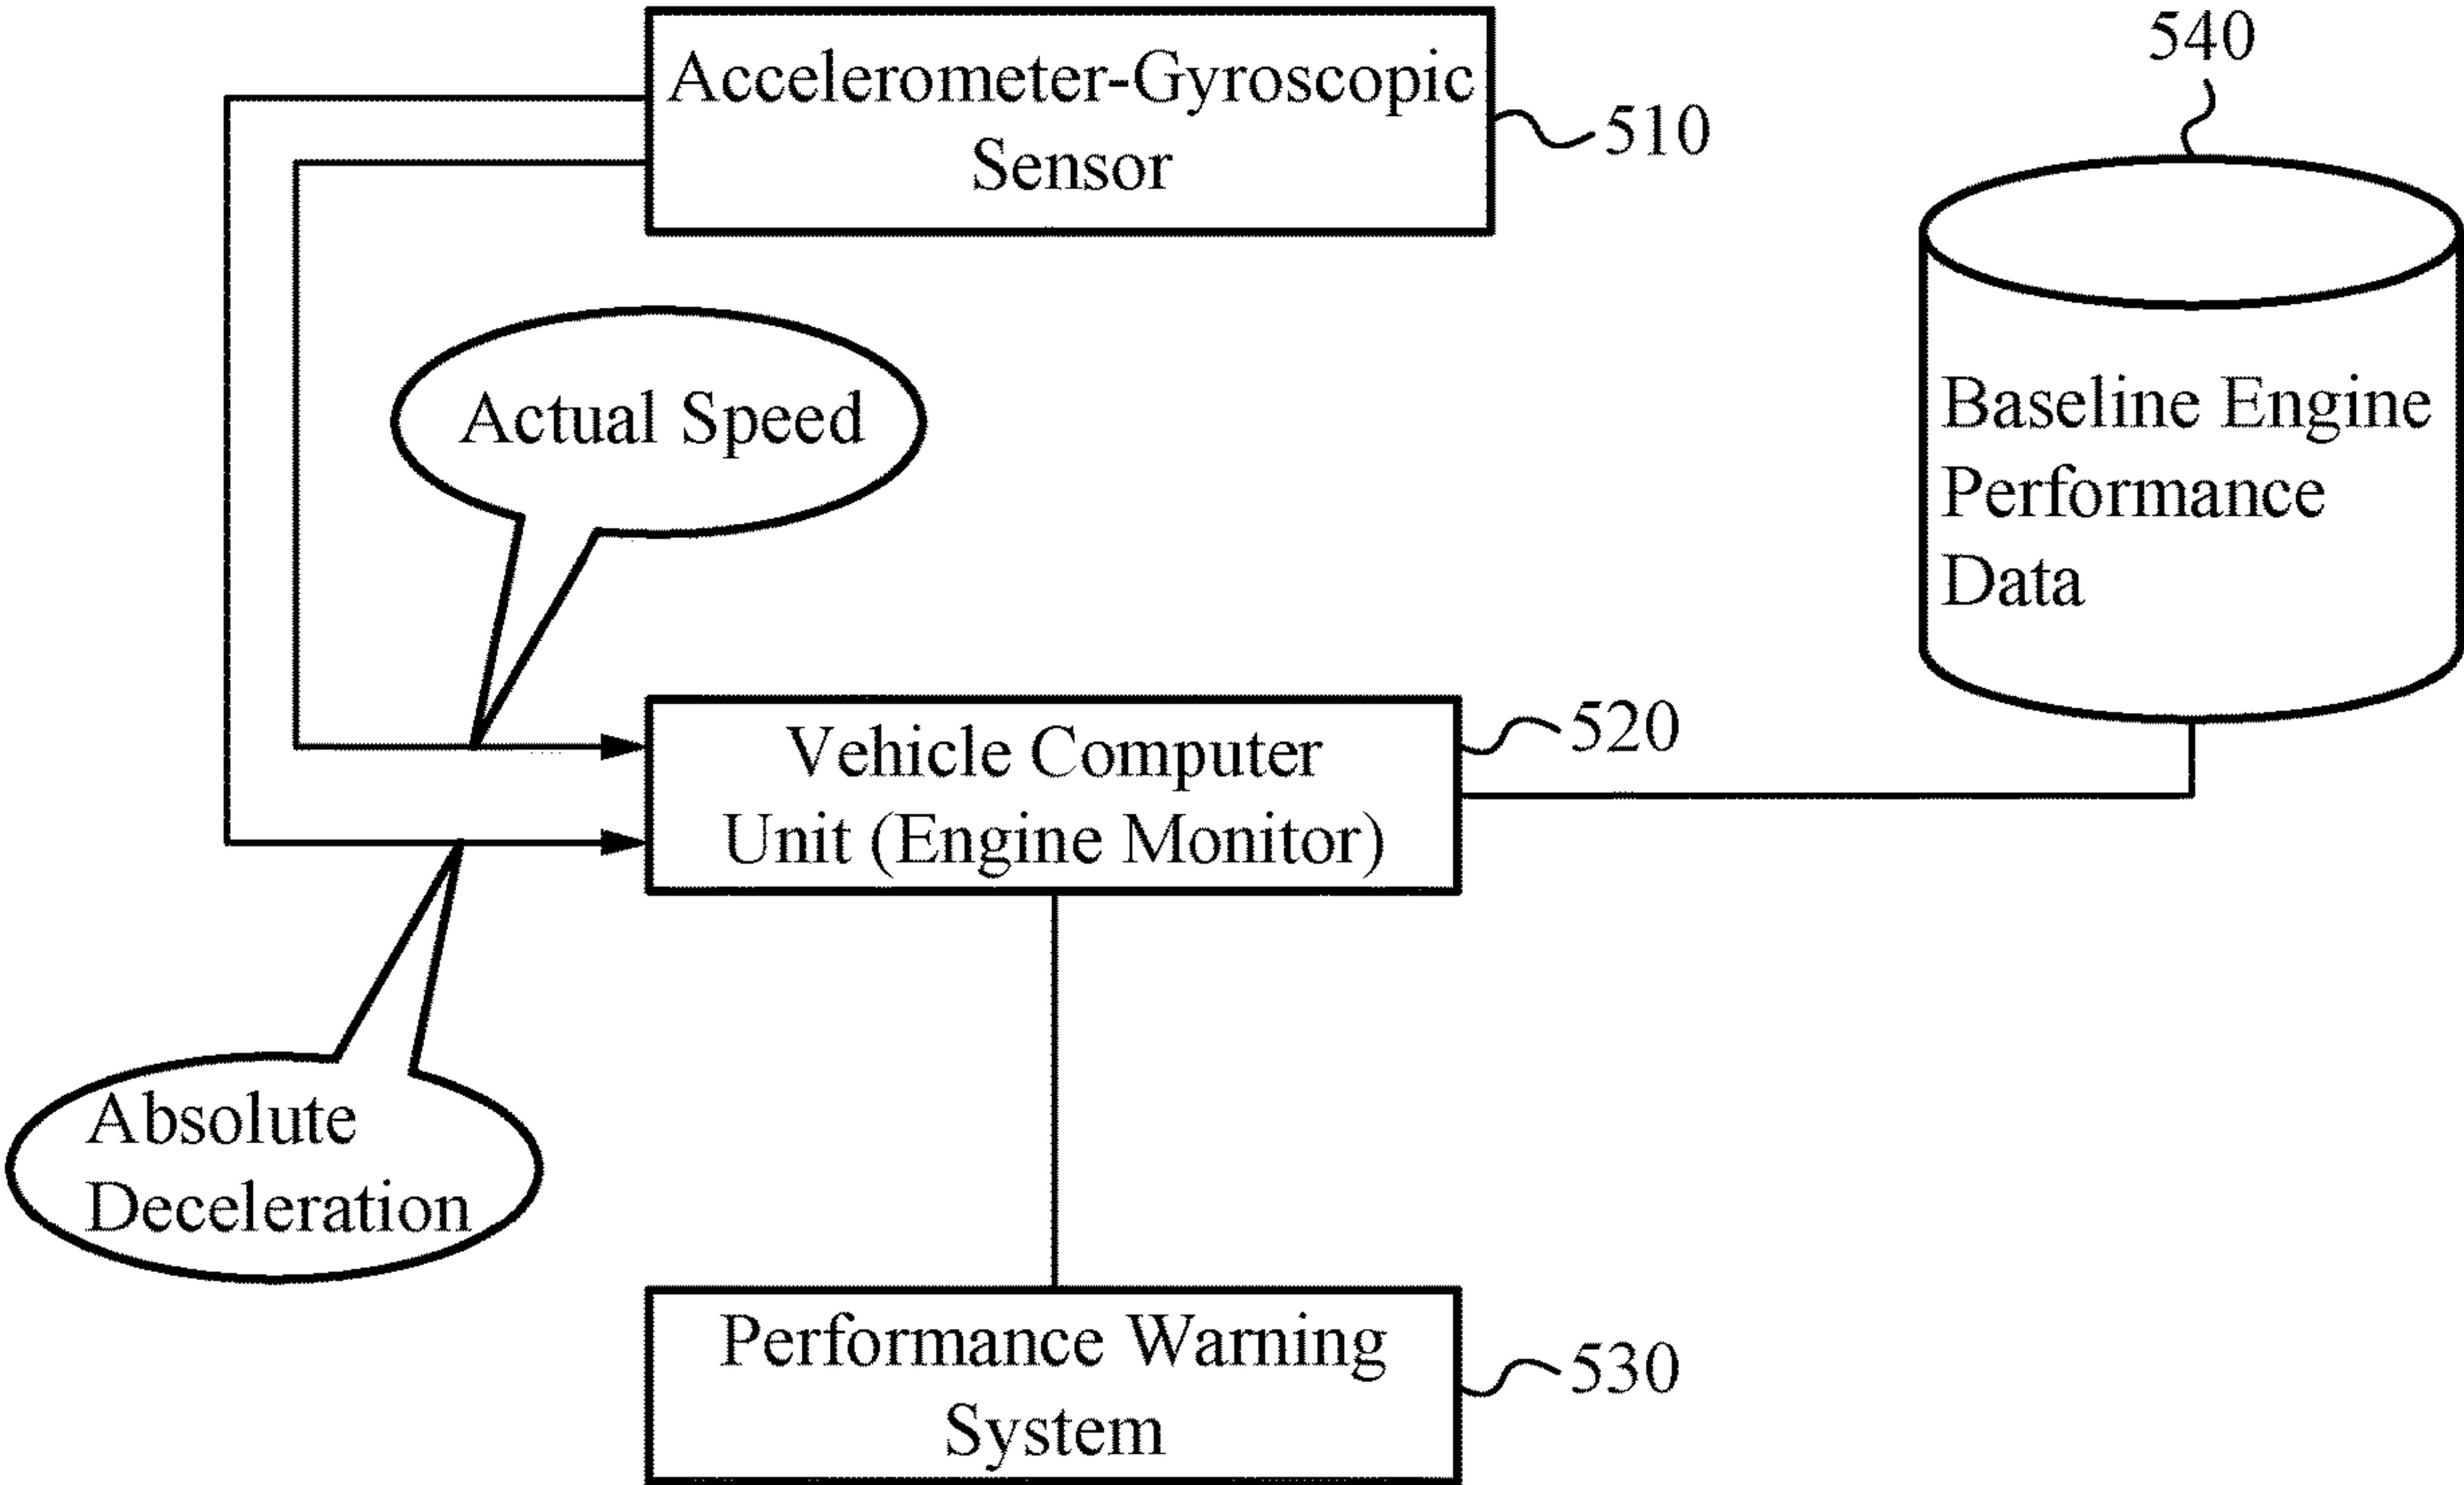 540
Accelerometer-Gyroscopic
Sensor
510
Actual Speed
Baseline Engine
Performance
Data
Vehicle Computer
Unit (Engine Monitor)
520
Absolute
Deceleration
Performance Warning
System
530